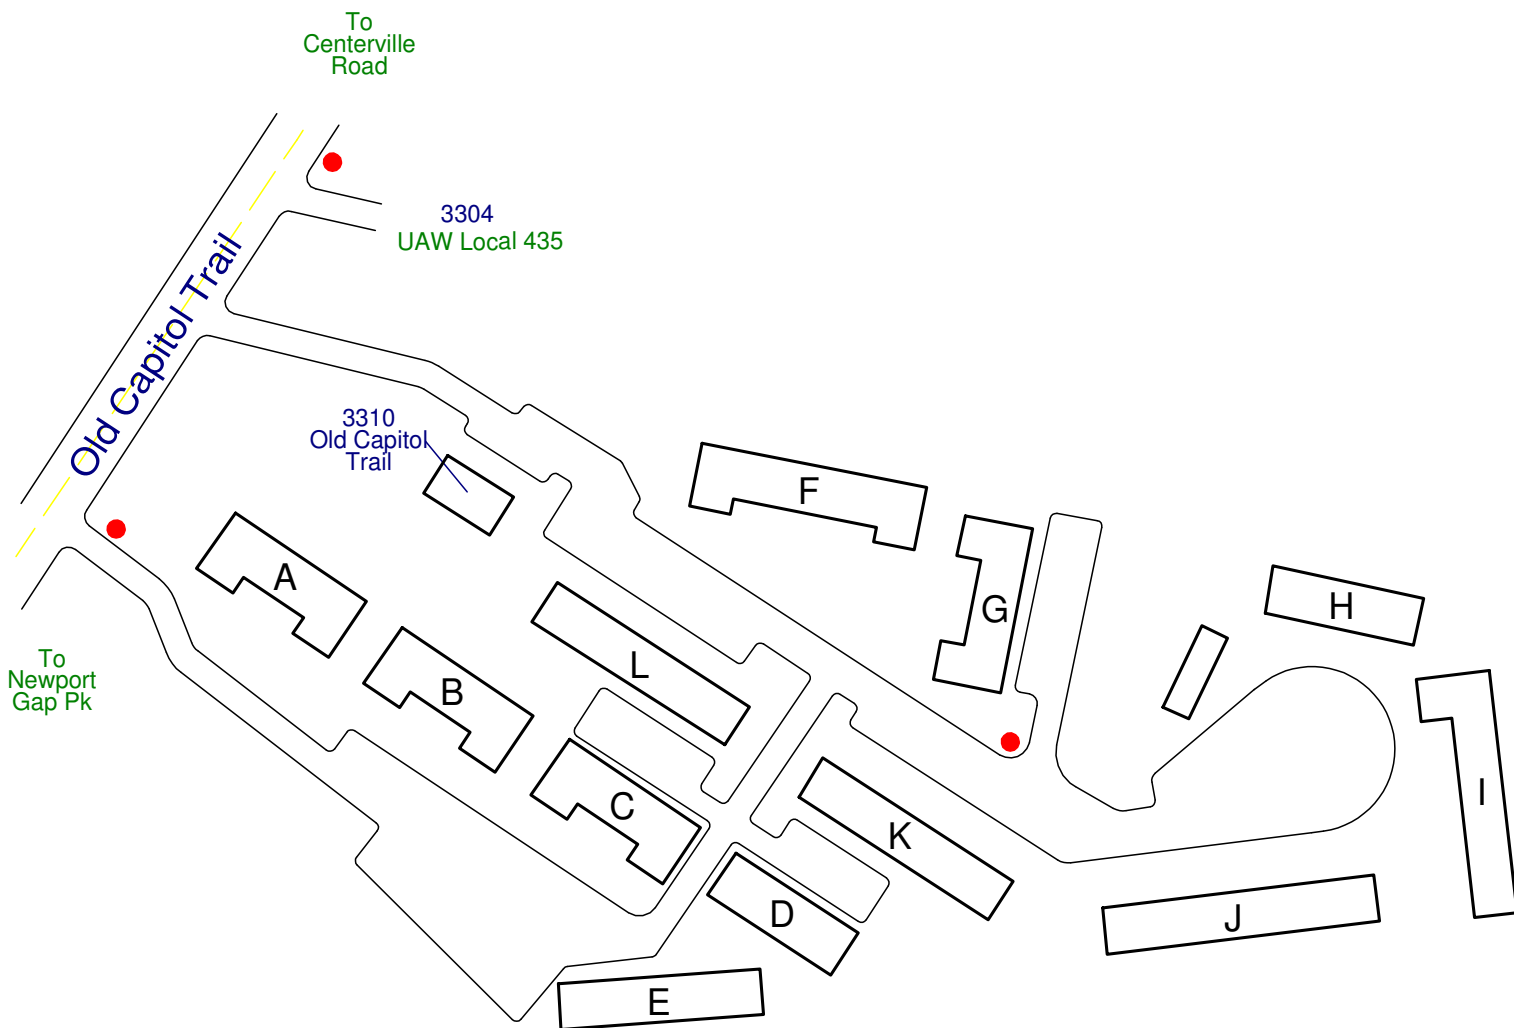 To
Centerville
Road
3304
UAW Local 435
Old Capitol Trail
3310
Old Capitol
Trail
F
A
G
H
To
Newport
Gap Pk
L
B
C
I
K
D
J
E